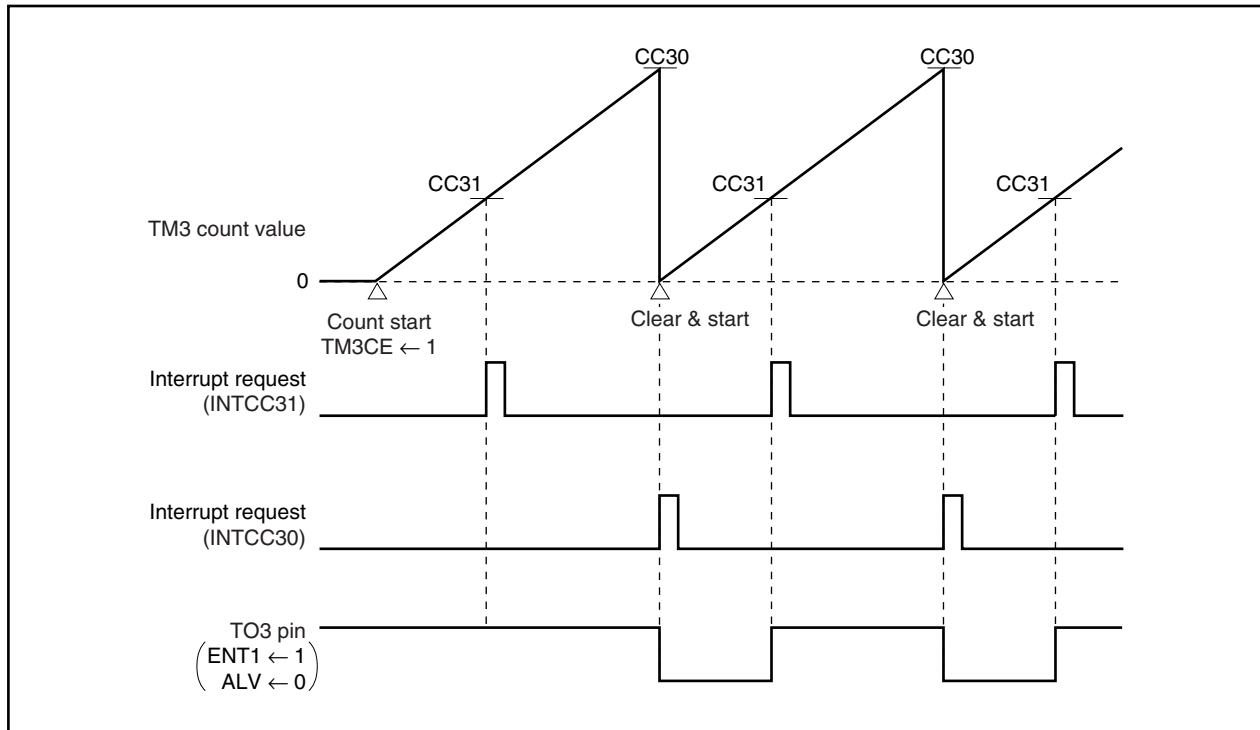 CC30
CC30
CC31
CC31
CC31
TM3 count value
0
Count start
TM3CE ← 1
Clear & start
Clear & start
Interrupt request
(INTCC31)
Interrupt request
(INTCC30)
TO3 pin
(ENT1 ← 1
ALV ← 0)